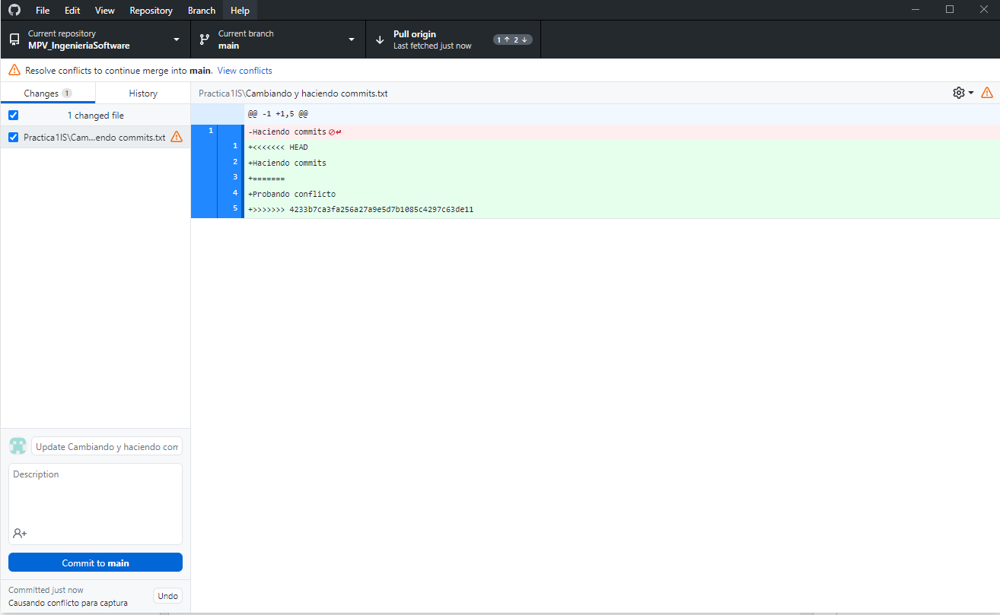 File Edit View Repository Branch Help
Current repository
MPV_IngenieriaSoftware
Current branch
main
Pull origin
Last fetched just now
1 ↑ 2 ↓
Resolve conflicts to continue merge into main. View conflicts
Changes 1
History
Practica1IS\Cambiando y haciendo commits.txt
1 changed file
Practica1IS\Cam...endo commits.txt
@@ -1 +1,5 @@
1 -Haciendo commits
1 +<<<<<<< HEAD
2 +Haciendo commits
3 +=======
4 +Probando conflicto
5 +>>>>>>> 4233b7ca3fa256a27a9e5d7b1085c4297c63de11
Update Cambiando y haciendo com
Description
Commit to main
Committed just now
Causando conflicto para captura
Undo